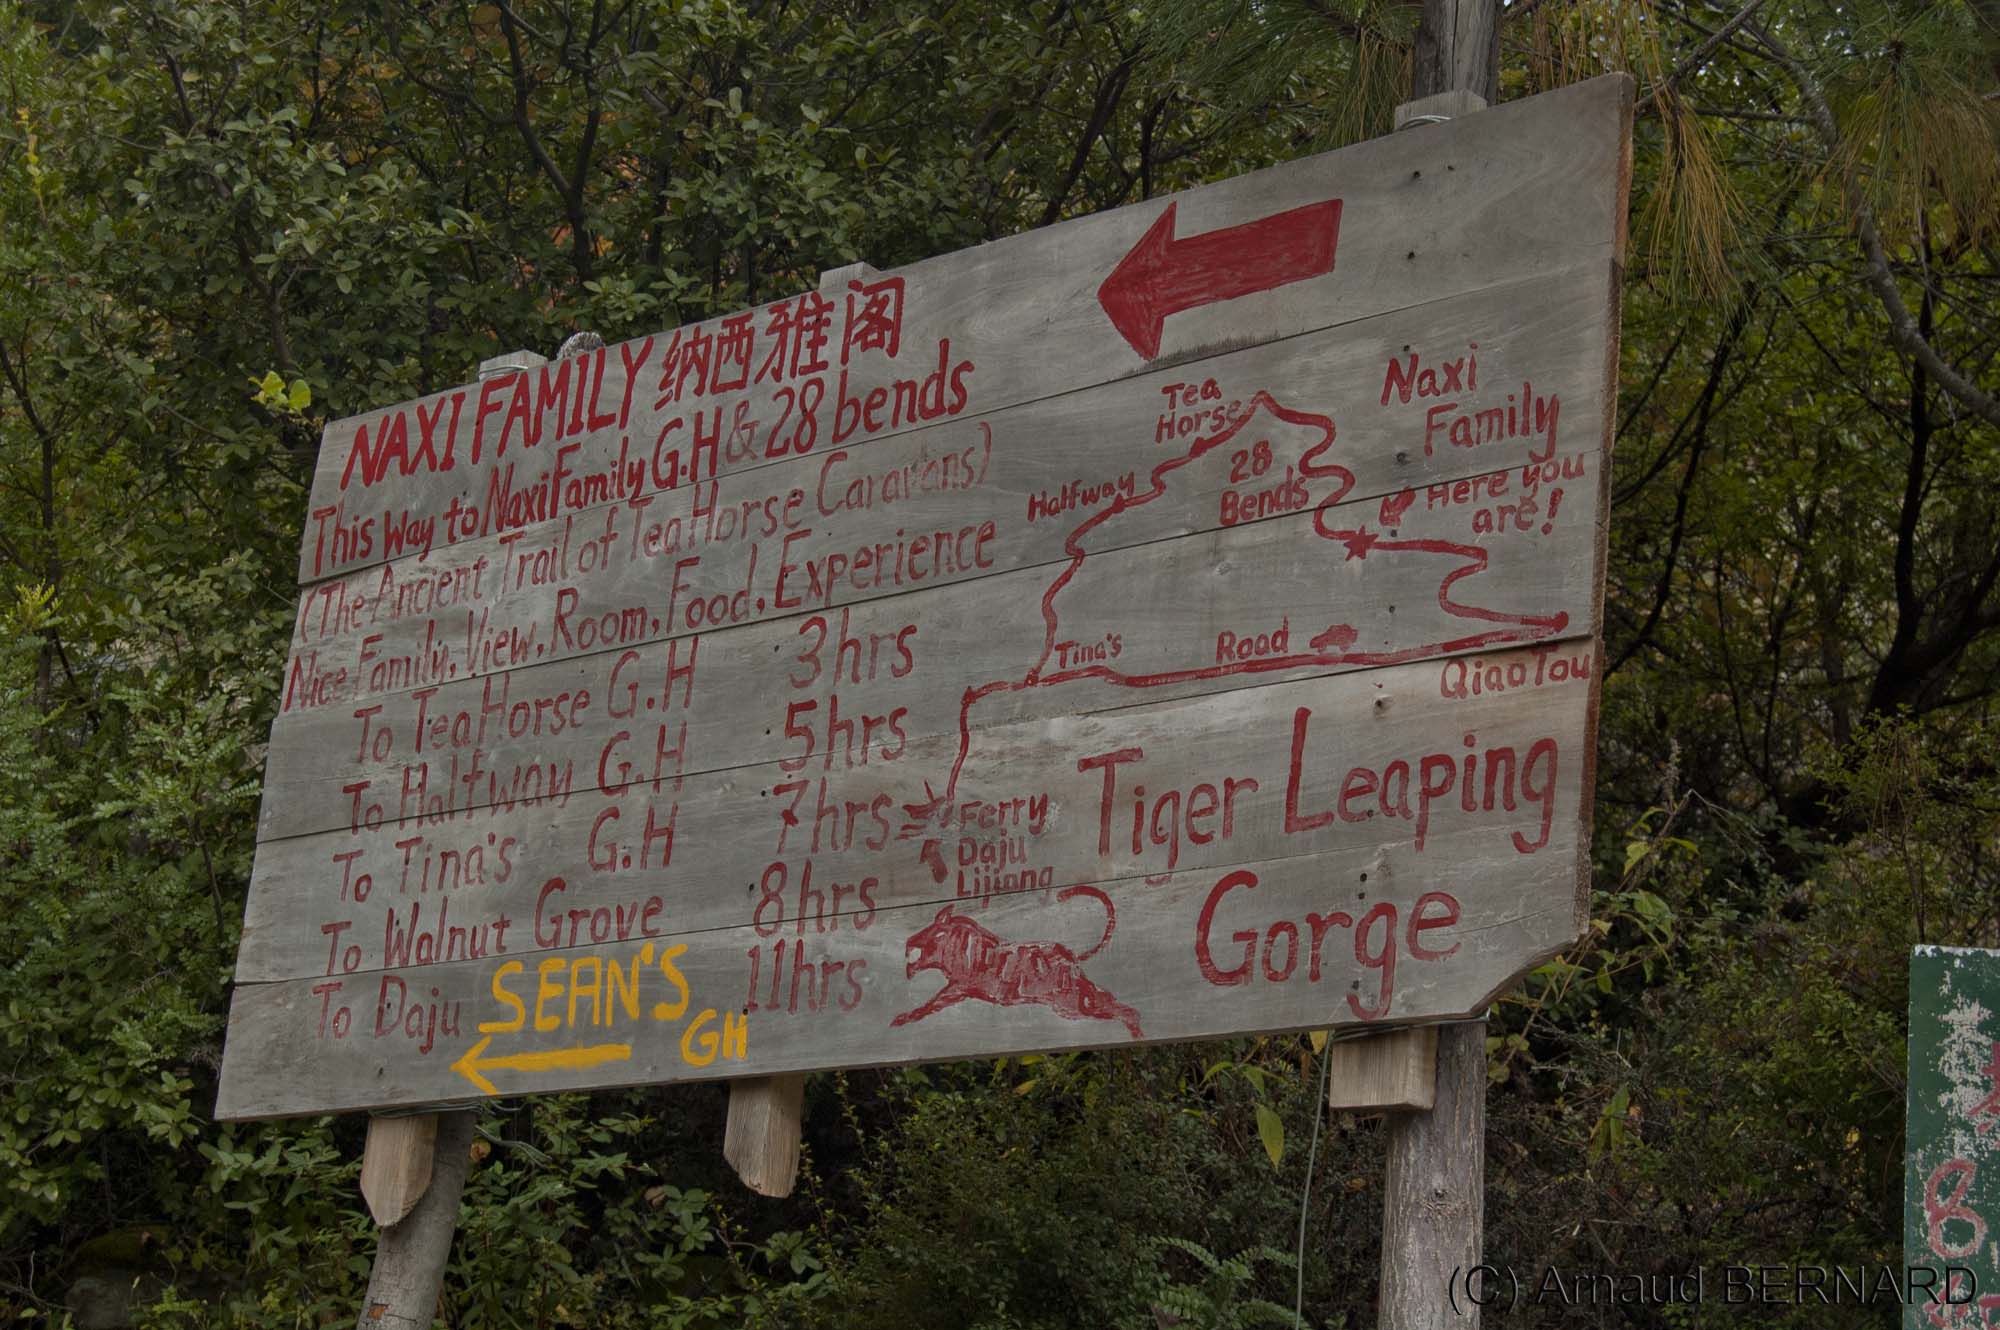 NAXI FAMILY 纳西雅阁
This way to Naxi Family G.H & 28 bends
(The Ancient Trail of Tea Horse Caravans)
Nice Family, View, Room, Food, Experience
To Tea Horse G.H 3hrs
To Halfway G.H 5hrs
To Tina's G.H 7hrs
To Walnut Grove 8hrs
To Daju 11hrs
SEAN'S
GH
Tea
Horse
Halfway
28
Bends
Naxi
Family
Here you
are!
Tina's
Road
QiaoTou
Ferry
Daju
Lijiang
Tiger Leaping
Gorge
8
(C) Arnaud BERNARD